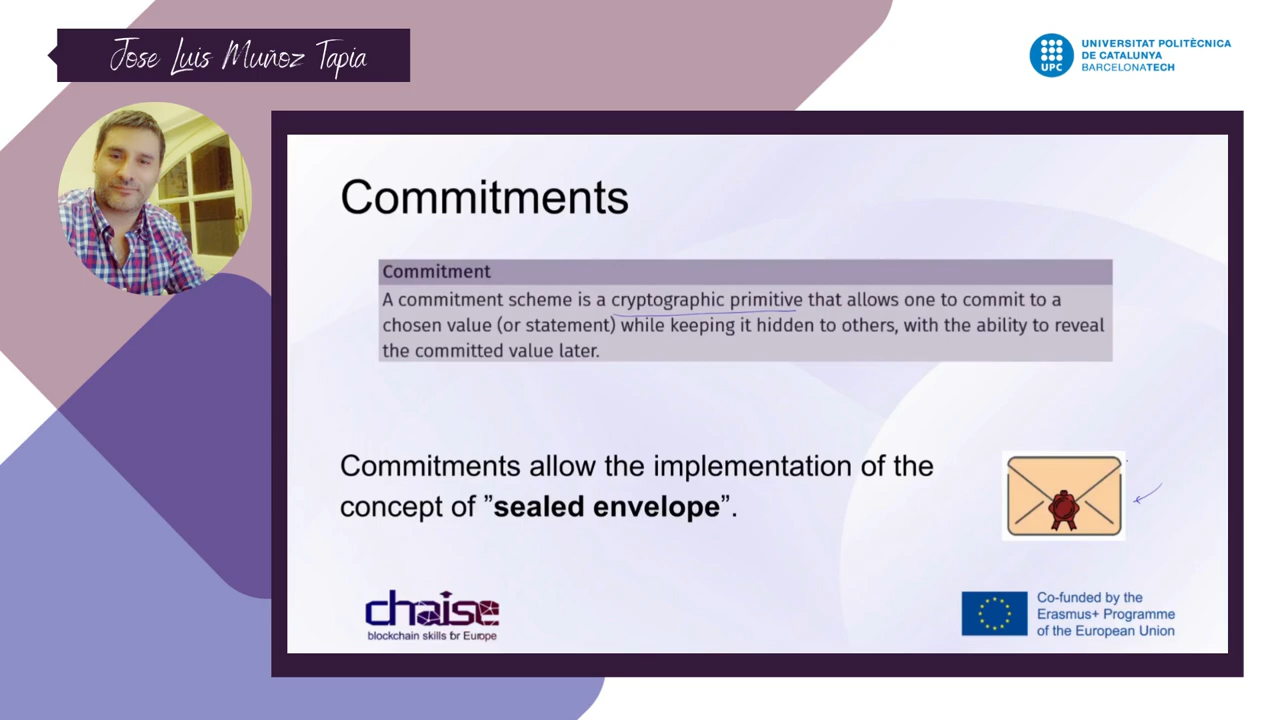 Jose Luis Muñoz Tapia
UPC
UNIVERSITAT POLITÈCNICA
DE CATALUNYA
BARCELONATECH
Commitments
Commitment
A commitment scheme is a cryptographic primitive that allows one to commit to a
chosen value (or statement) while keeping it hidden to others, with the ability to reveal
the committed value later.
Commitments allow the implementation of the
concept of ”sealed envelope”.
chaise
blockchain skills for Europe
Co-funded by the
Erasmus+ Programme
of the European Union